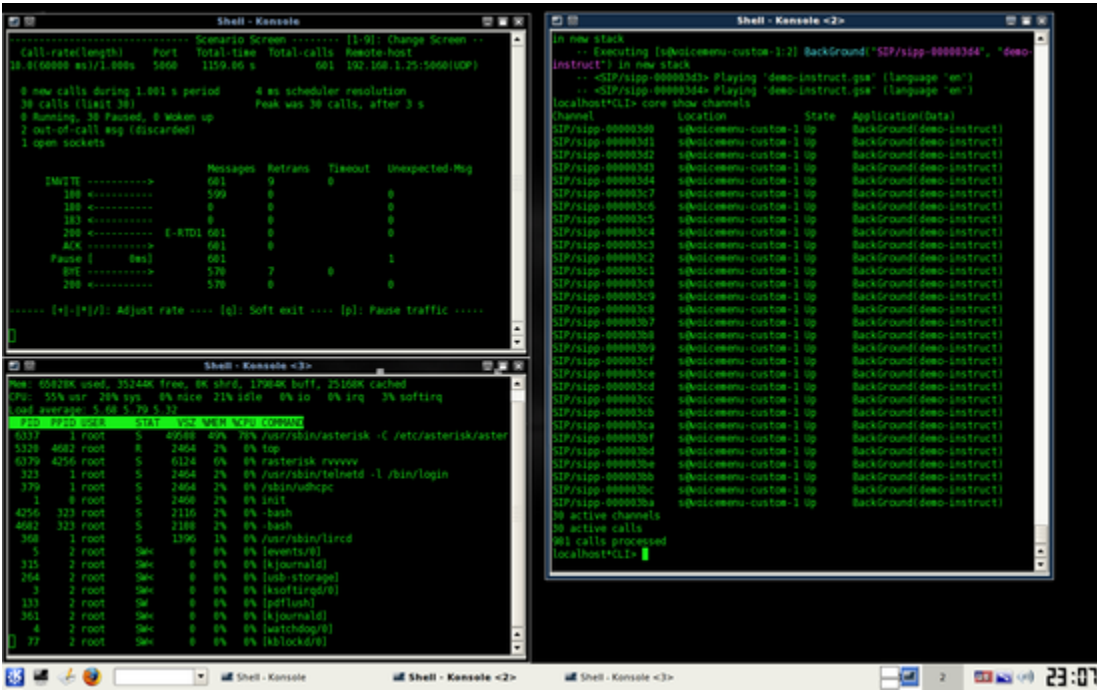 Shell - Konsole
------------------------------ Scenario Screen -------- [1-9]: Change Screen --
Call-rate(length) Port Total-time Total-calls Remote-host
10.0(60000 ms)/1.000s 5060 1159.06 s 601 192.168.1.25:5060(UDP)
0 new calls during 1.001 s period 4 ms scheduler resolution
30 calls (limit 30) Peak was 30 calls, after 3 s
0 Running, 30 Paused, 0 Woken up
2 out-of-call msg (discarded)
1 open sockets
Messages Retrans Timeout Unexpected-Msg
INVITE ----------> 601 9 0
100 <---------- 599 0 0
180 <---------- 0 0 0
183 <---------- 0 0 0
200 <---------- E-RTD1 601 0 0
ACK ----------> 601 0
Pause [ 0ms] 601 1
BYE ----------> 570 7 0
200 <---------- 570 0 0
------ [+|-|*|/]: Adjust rate ---- [q]: Soft exit ---- [p]: Pause traffic -----
Shell - Konsole <3>
Mem: 65028K used, 35244K free, 0K shrd, 17984K buff, 25168K cached
CPU: 55% usr 20% sys 0% nice 21% idle 0% io 0% irq 3% softirq
Load average: 5.68 5.79 5.32
PID PPID USER STAT VSZ %MEM %CPU COMMAND
6337 1 root S 49508 49% 78% /usr/sbin/asterisk -C /etc/asterisk/aster
5320 4682 root R 2464 2% 0% top
6379 4256 root S 6124 6% 0% rasterisk rvvvvv
323 1 root S 2464 2% 0% /usr/sbin/telnetd -l /bin/login
379 1 root S 2464 2% 0% /sbin/udhcpc
1 0 root S 2460 2% 0% init
4256 323 root S 2116 2% 0% -bash
4682 323 root S 2108 2% 0% -bash
368 1 root S 1396 1% 0% /usr/sbin/lircd
5 2 root SW< 0 0% 0% [events/0]
315 2 root SW< 0 0% 0% [kjournald]
264 2 root SW< 0 0% 0% [usb-storage]
3 2 root SW< 0 0% 0% [ksoftirqd/0]
133 2 root SW 0 0% 0% [pdflush]
361 2 root SW< 0 0% 0% [kjournald]
4 2 root SW< 0 0% 0% [watchdog/0]
77 2 root SW< 0 0% 0% [kblockd/0]
Shell - Konsole <2>
in new stack
-- Executing [s@voicemenu-custom-1:2] BackGround("SIP/sipp-000003d4", "demo-
instruct") in new stack
-- <SIP/sipp-000003d3> Playing 'demo-instruct.gsm' (language 'en')
-- <SIP/sipp-000003d4> Playing 'demo-instruct.gsm' (language 'en')
localhost*CLI> core show channels
Channel Location State Application(Data)
SIP/sipp-000003d0 s@voicemenu-custom-1 Up BackGround(demo-instruct)
SIP/sipp-000003d1 s@voicemenu-custom-1 Up BackGround(demo-instruct)
SIP/sipp-000003d2 s@voicemenu-custom-1 Up BackGround(demo-instruct)
SIP/sipp-000003d3 s@voicemenu-custom-1 Up BackGround(demo-instruct)
SIP/sipp-000003d4 s@voicemenu-custom-1 Up BackGround(demo-instruct)
SIP/sipp-000003c7 s@voicemenu-custom-1 Up BackGround(demo-instruct)
SIP/sipp-000003c6 s@voicemenu-custom-1 Up BackGround(demo-instruct)
SIP/sipp-000003c5 s@voicemenu-custom-1 Up BackGround(demo-instruct)
SIP/sipp-000003c4 s@voicemenu-custom-1 Up BackGround(demo-instruct)
SIP/sipp-000003c3 s@voicemenu-custom-1 Up BackGround(demo-instruct)
SIP/sipp-000003c2 s@voicemenu-custom-1 Up BackGround(demo-instruct)
SIP/sipp-000003c1 s@voicemenu-custom-1 Up BackGround(demo-instruct)
SIP/sipp-000003c0 s@voicemenu-custom-1 Up BackGround(demo-instruct)
SIP/sipp-000003c9 s@voicemenu-custom-1 Up BackGround(demo-instruct)
SIP/sipp-000003c8 s@voicemenu-custom-1 Up BackGround(demo-instruct)
SIP/sipp-000003b7 s@voicemenu-custom-1 Up BackGround(demo-instruct)
SIP/sipp-000003b8 s@voicemenu-custom-1 Up BackGround(demo-instruct)
SIP/sipp-000003b9 s@voicemenu-custom-1 Up BackGround(demo-instruct)
SIP/sipp-000003cf s@voicemenu-custom-1 Up BackGround(demo-instruct)
SIP/sipp-000003ce s@voicemenu-custom-1 Up BackGround(demo-instruct)
SIP/sipp-000003cd s@voicemenu-custom-1 Up BackGround(demo-instruct)
SIP/sipp-000003cc s@voicemenu-custom-1 Up BackGround(demo-instruct)
SIP/sipp-000003cb s@voicemenu-custom-1 Up BackGround(demo-instruct)
SIP/sipp-000003ca s@voicemenu-custom-1 Up BackGround(demo-instruct)
SIP/sipp-000003bf s@voicemenu-custom-1 Up BackGround(demo-instruct)
SIP/sipp-000003bd s@voicemenu-custom-1 Up BackGround(demo-instruct)
SIP/sipp-000003be s@voicemenu-custom-1 Up BackGround(demo-instruct)
SIP/sipp-000003bb s@voicemenu-custom-1 Up BackGround(demo-instruct)
SIP/sipp-000003bc s@voicemenu-custom-1 Up BackGround(demo-instruct)
SIP/sipp-000003ba s@voicemenu-custom-1 Up BackGround(demo-instruct)
30 active channels
30 active calls
981 calls processed
localhost*CLI>
Shell - Konsole
Shell - Konsole <2>
Shell - Konsole <3>
2
23:07